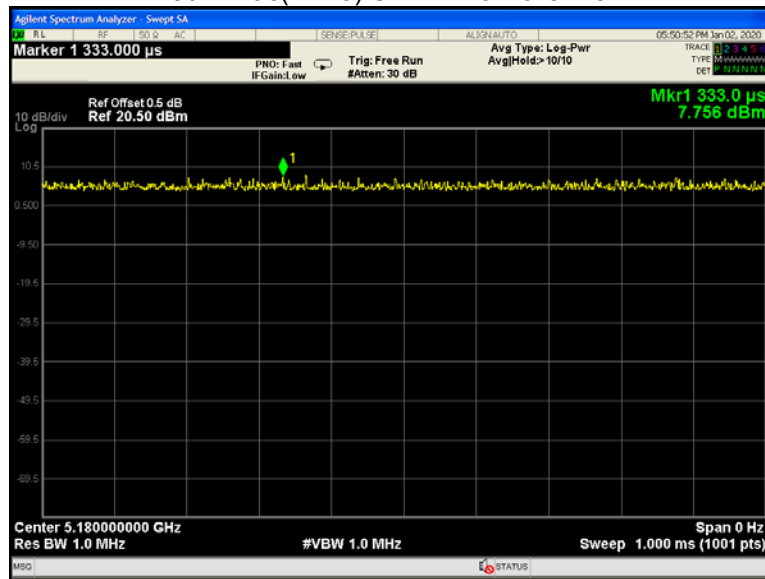 Agilent Spectrum Analyzer - Swept SA
RL RF 50 Ω AC SENSE:PULSE ALIGNAUTO 05:50:52 PM Jan 02, 2020
Marker 1 333.000 µs
PNO: Fast
IFGain:Low
Trig: Free Run
#Atten: 30 dB
Avg Type: Log-Pwr
Avg|Hold:>10/10
TRACE 1 2 3 4 5
TYPE M
DET P N N N N
Ref Offset 0.5 dB
10 dB/div Ref 20.50 dBm
Log
Mkr1 333.0 µs
7.756 dBm
1
10.5
0.500
-9.50
-19.5
-29.5
-39.5
-49.5
-59.5
-69.5
Center 5.180000000 GHz Span 0 Hz
Res BW 1.0 MHz #VBW 1.0 MHz Sweep 1.000 ms (1001 pts)
MSG STATUS